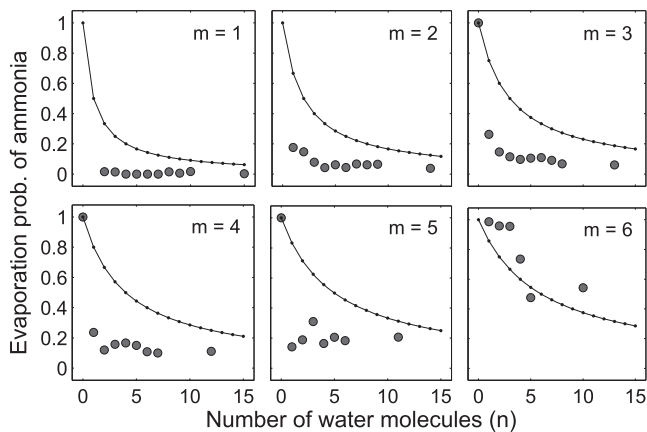 Evaporation prob. of ammonia
1
0.8
0.6
0.4
0.2
0
m = 1
m = 2
m = 3
1
0.8
0.6
0.4
0.2
0
m = 4
m = 5
m = 6
0 5 10 15 0 5 10 15 0 5 10 15
Number of water molecules (n)